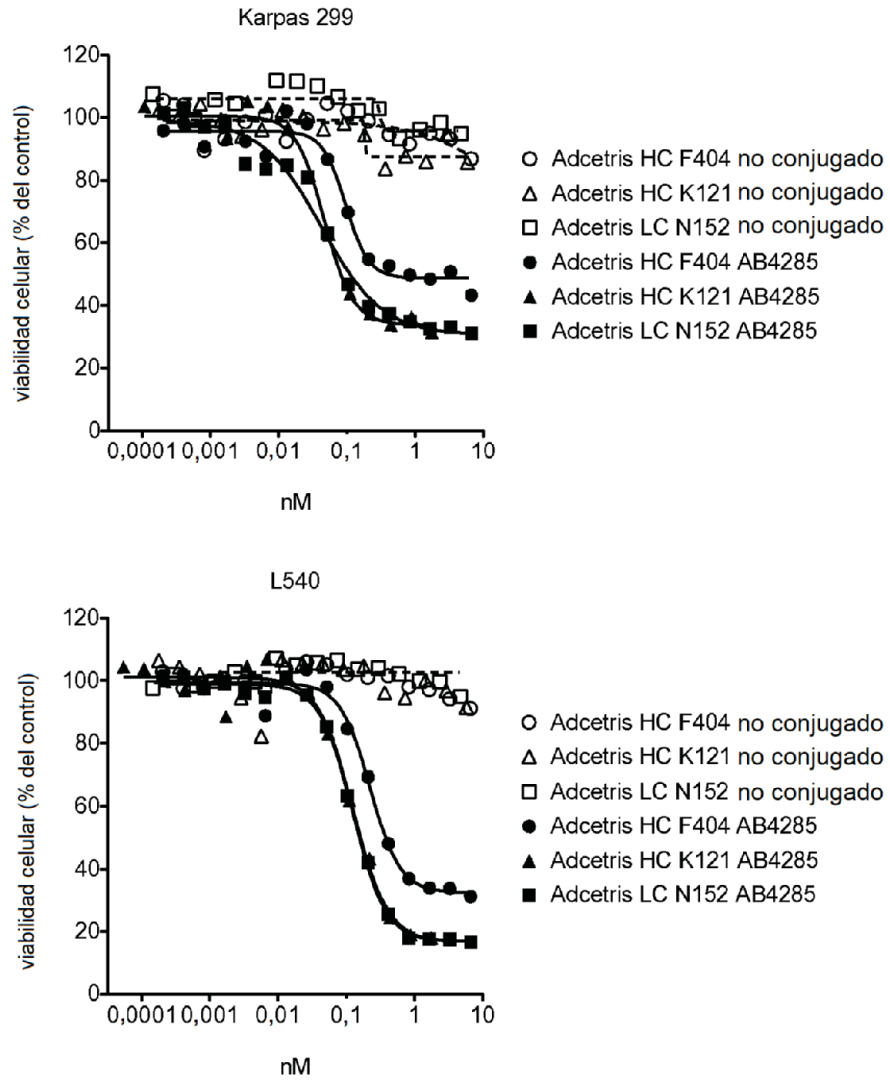 Karpas 299
viabilidad celular (% del control)
120
100
80
60
40
20
0
0,0001 0,001 0,01 0,1 1 10
nM
Adcetris HC F404 no conjugado
Adcetris HC K121 no conjugado
Adcetris LC N152 no conjugado
Adcetris HC F404 AB4285
Adcetris HC K121 AB4285
Adcetris LC N152 AB4285
L540
viabilidad celular (% del control)
120
100
80
60
40
20
0
0,0001 0,001 0,01 0,1 1 10
nM
Adcetris HC F404 no conjugado
Adcetris HC K121 no conjugado
Adcetris LC N152 no conjugado
Adcetris HC F404 AB4285
Adcetris HC K121 AB4285
Adcetris LC N152 AB4285